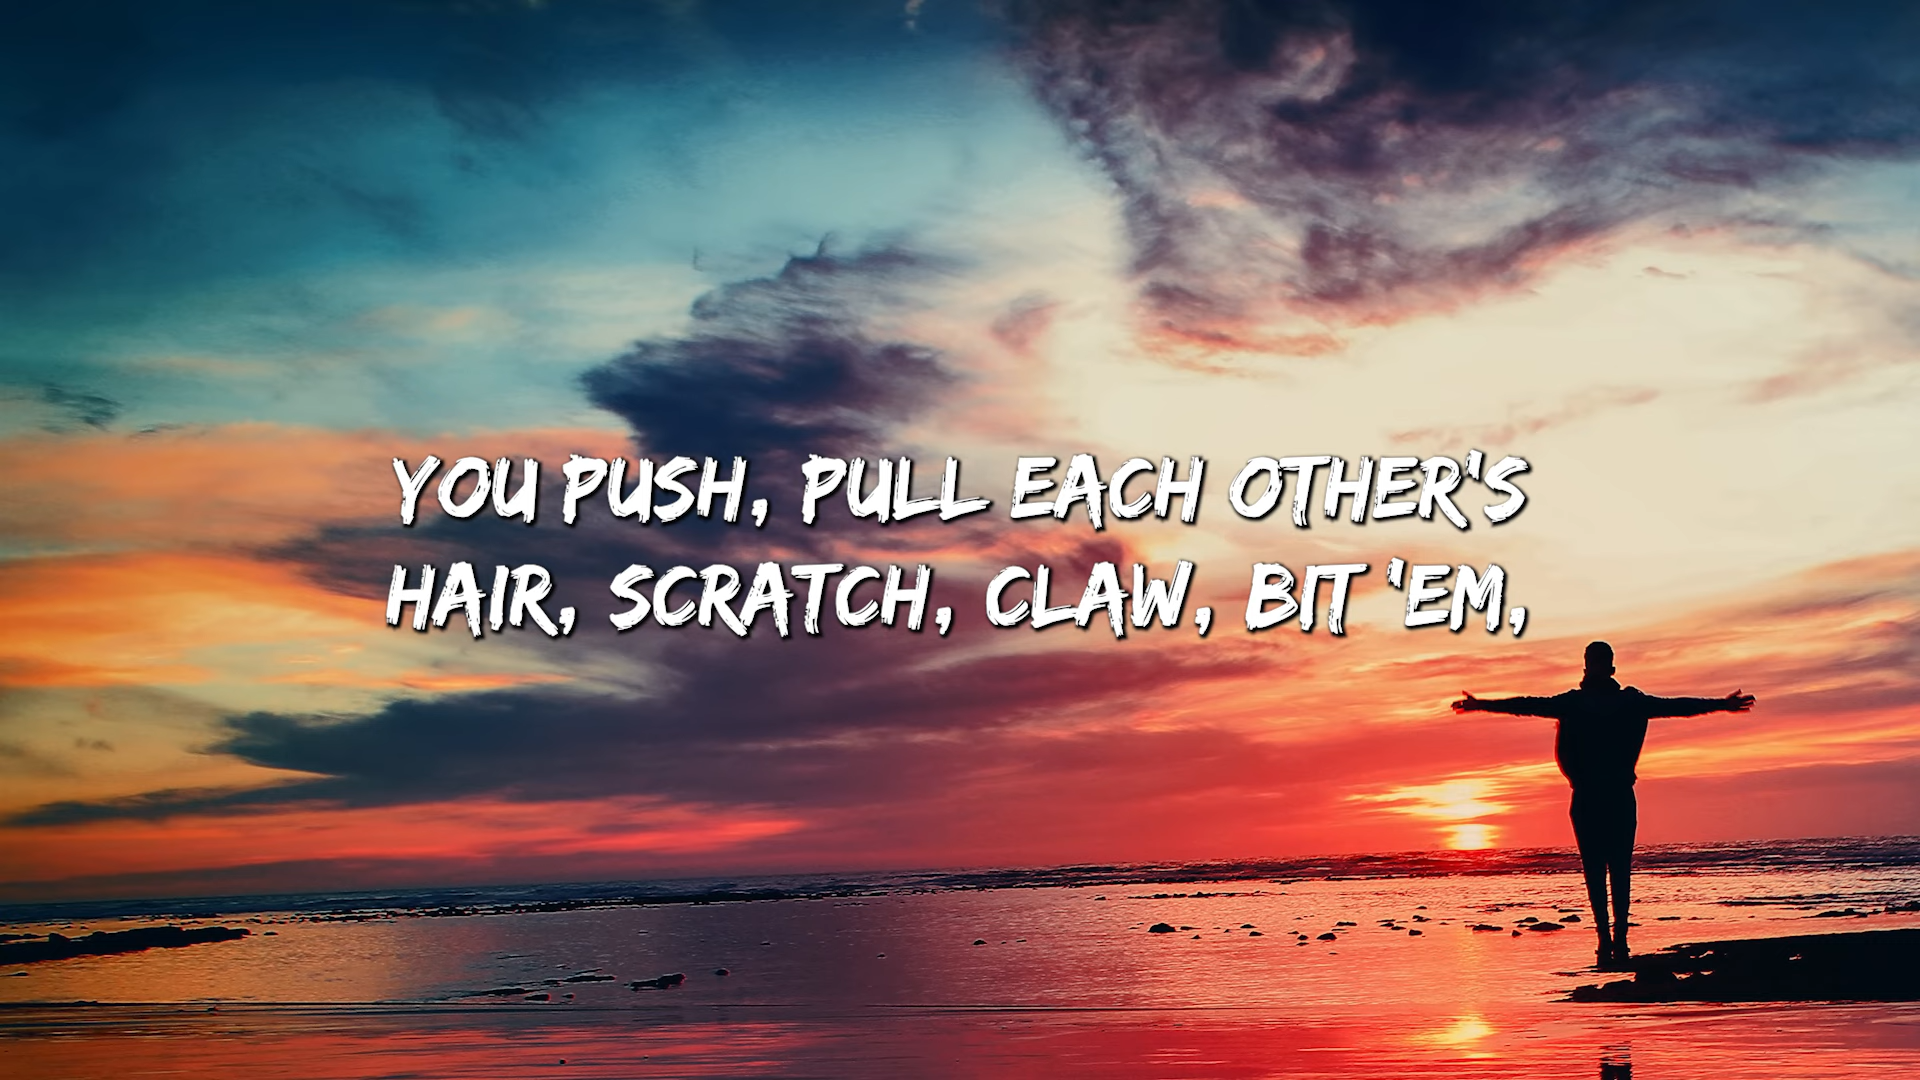 YOU PUSH, PULL EACH OTHER'S
HAIR, SCRATCH, CLAW, BIT 'EM,